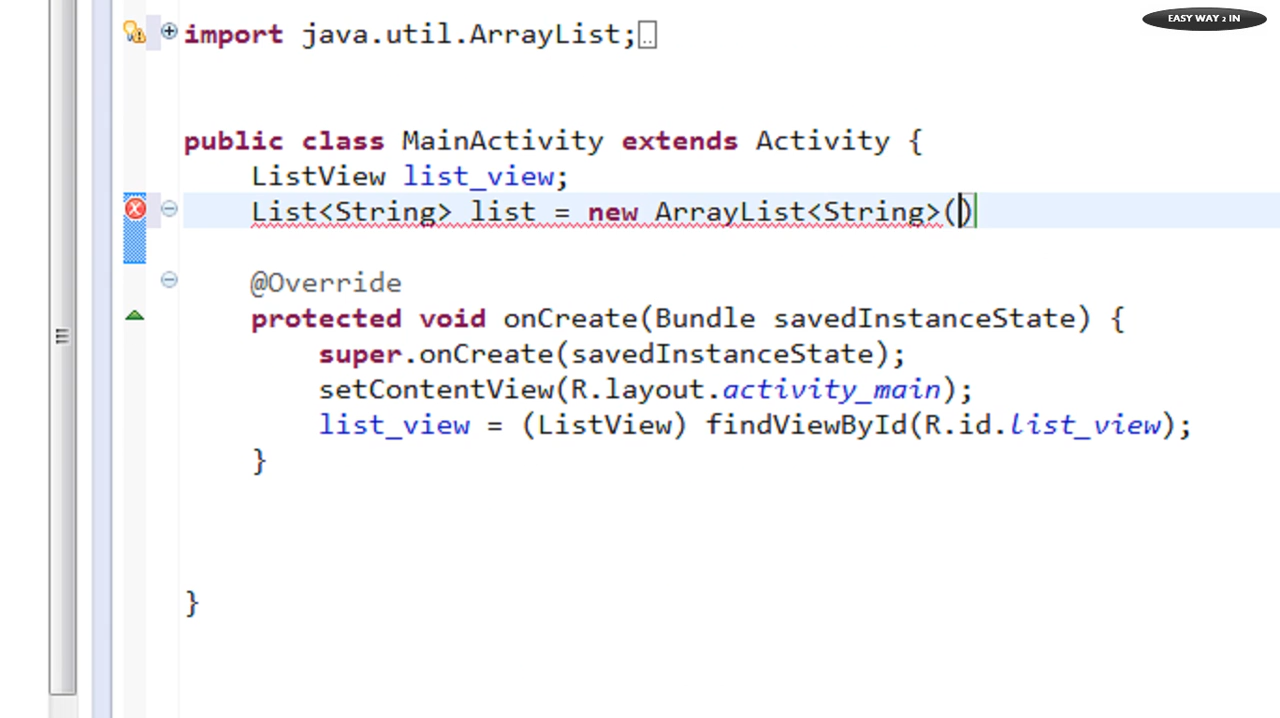 EASY WAY 2 IN
import java.util.ArrayList;
public class MainActivity extends Activity {
ListView list_view;
List<String> list = new ArrayList<String>()
@Override
protected void onCreate(Bundle savedInstanceState) {
super.onCreate(savedInstanceState);
setContentView(R.layout.activity_main);
list_view = (ListView) findViewById(R.id.list_view);
}
}